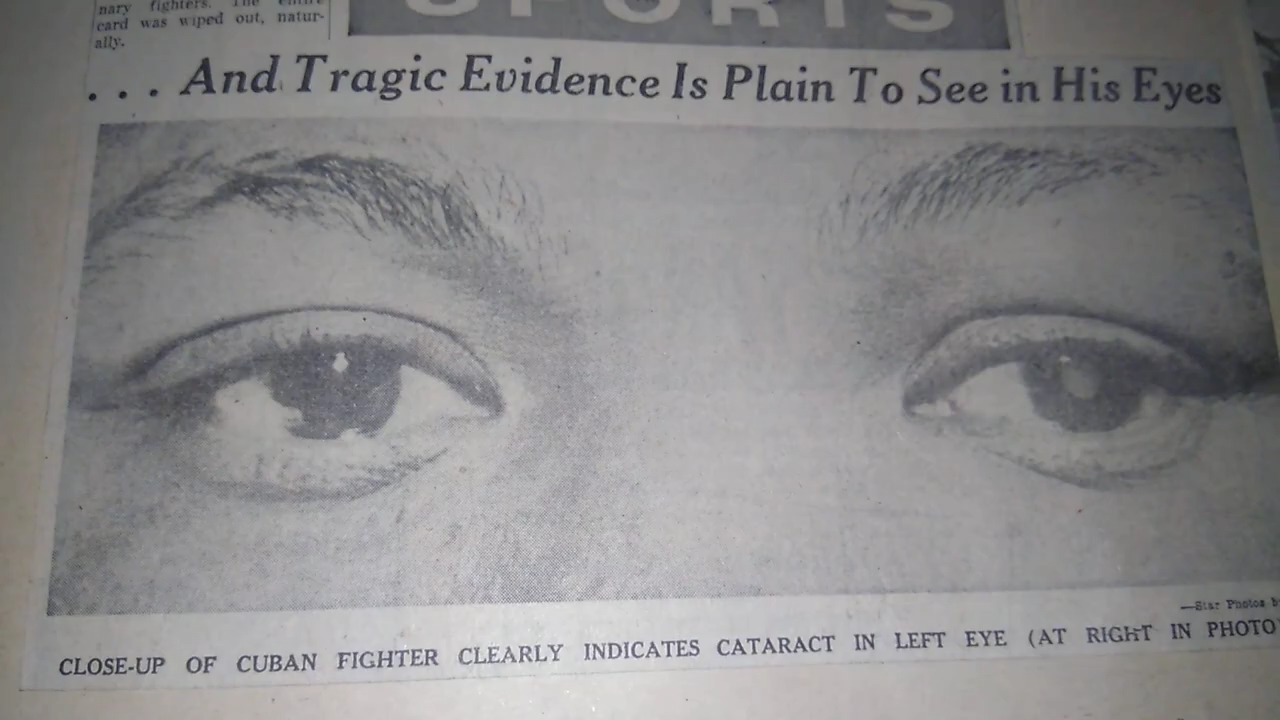 nary fighters. The entire
card was wiped out, natur-
ally.
SPORTS
. . . And Tragic Evidence Is Plain To See in His Eyes
—Star Photos b
CLOSE-UP OF CUBAN FIGHTER CLEARLY INDICATES CATARACT IN LEFT EYE (AT RIGHT IN PHOTO)